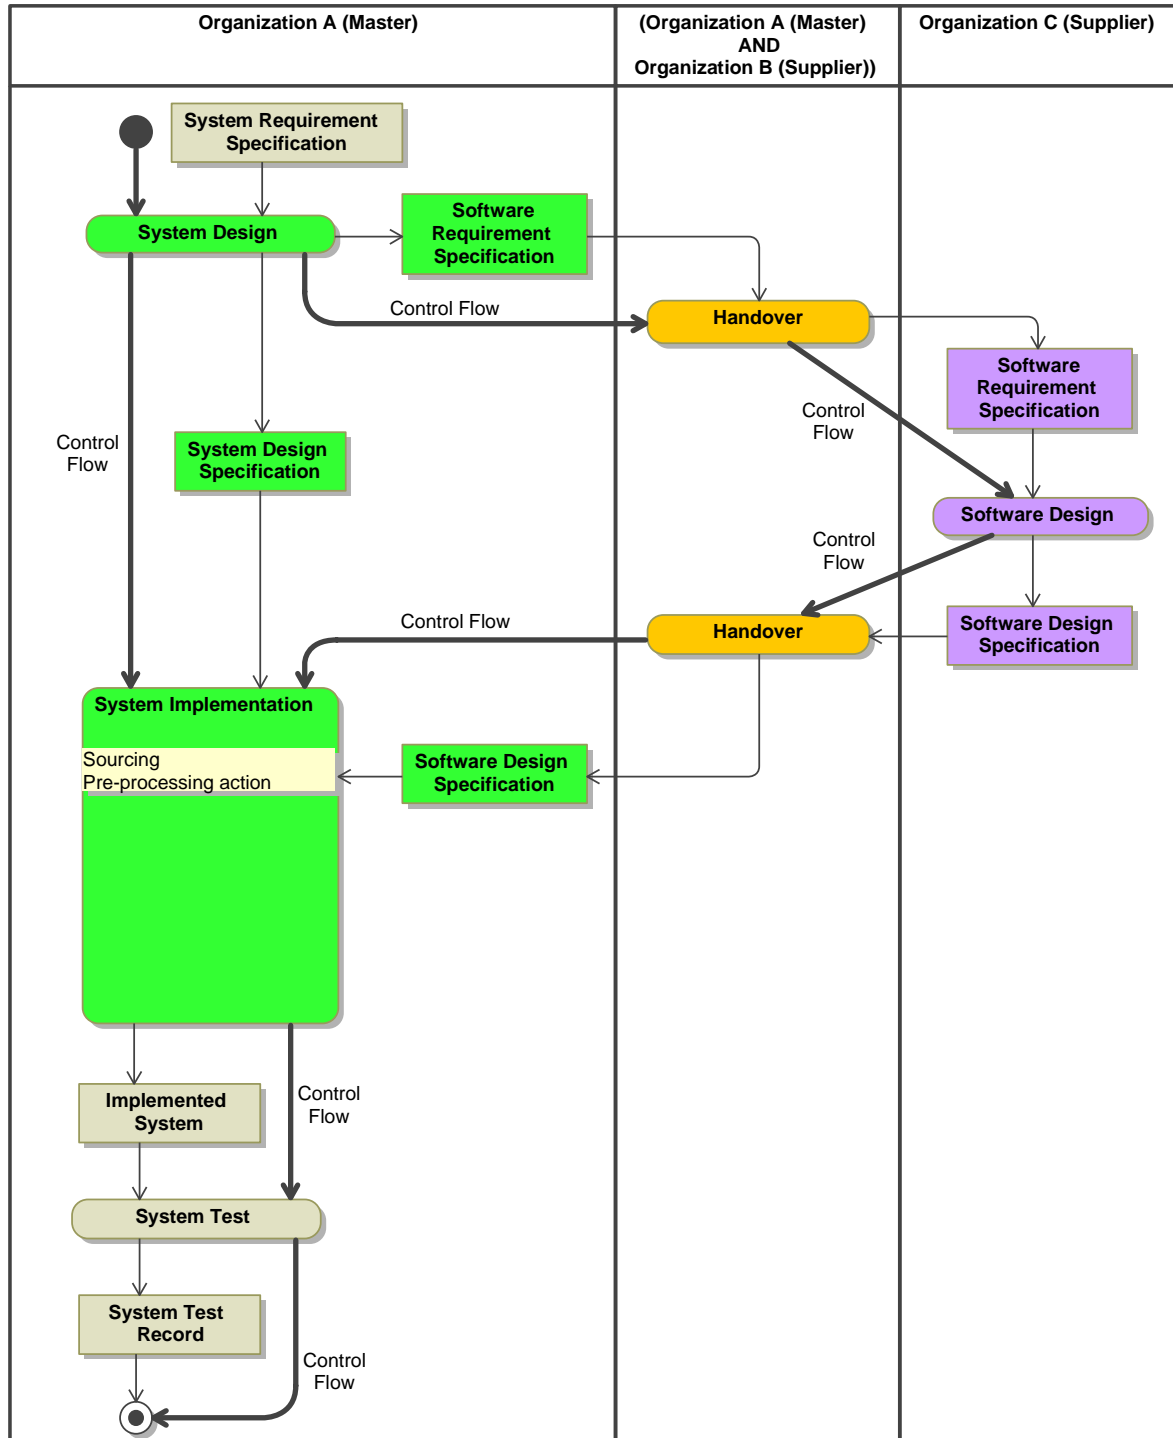 Organization A (Master)
(Organization A (Master)
AND
Organization B (Supplier))
Organization C (Supplier)
System Requirement
Specification
System Design
Software
Requirement
Specification
Control Flow
Handover
Software
Requirement
Specification
Control
Flow
Control
Flow
System Design
Specification
Software Design
Control
Flow
Control Flow
Handover
Software Design
Specification
System Implementation
Sourcing
Pre-processing action
Software Design
Specification
Implemented
System
Control
Flow
System Test
System Test
Record
Control
Flow